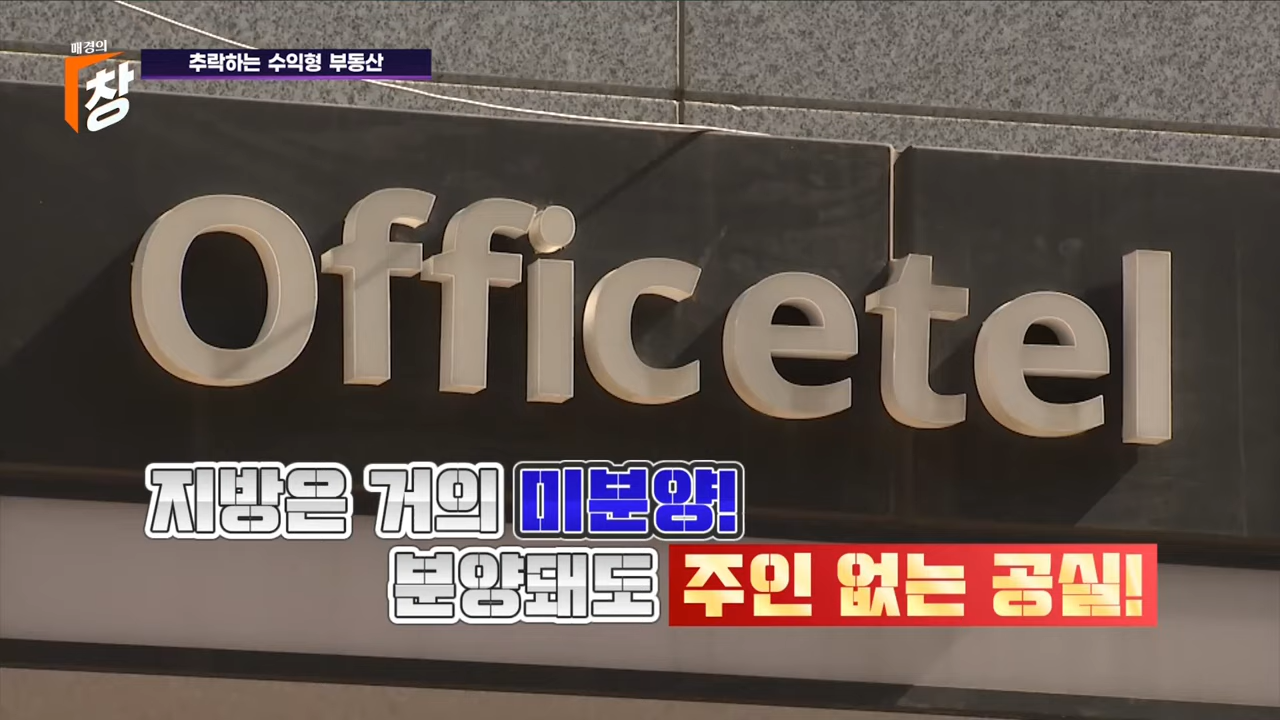 매경의
창
추락하는 수익형 부동산
Officetel
지방은 거의 미분양!
분양돼도 주인 없는 공실!